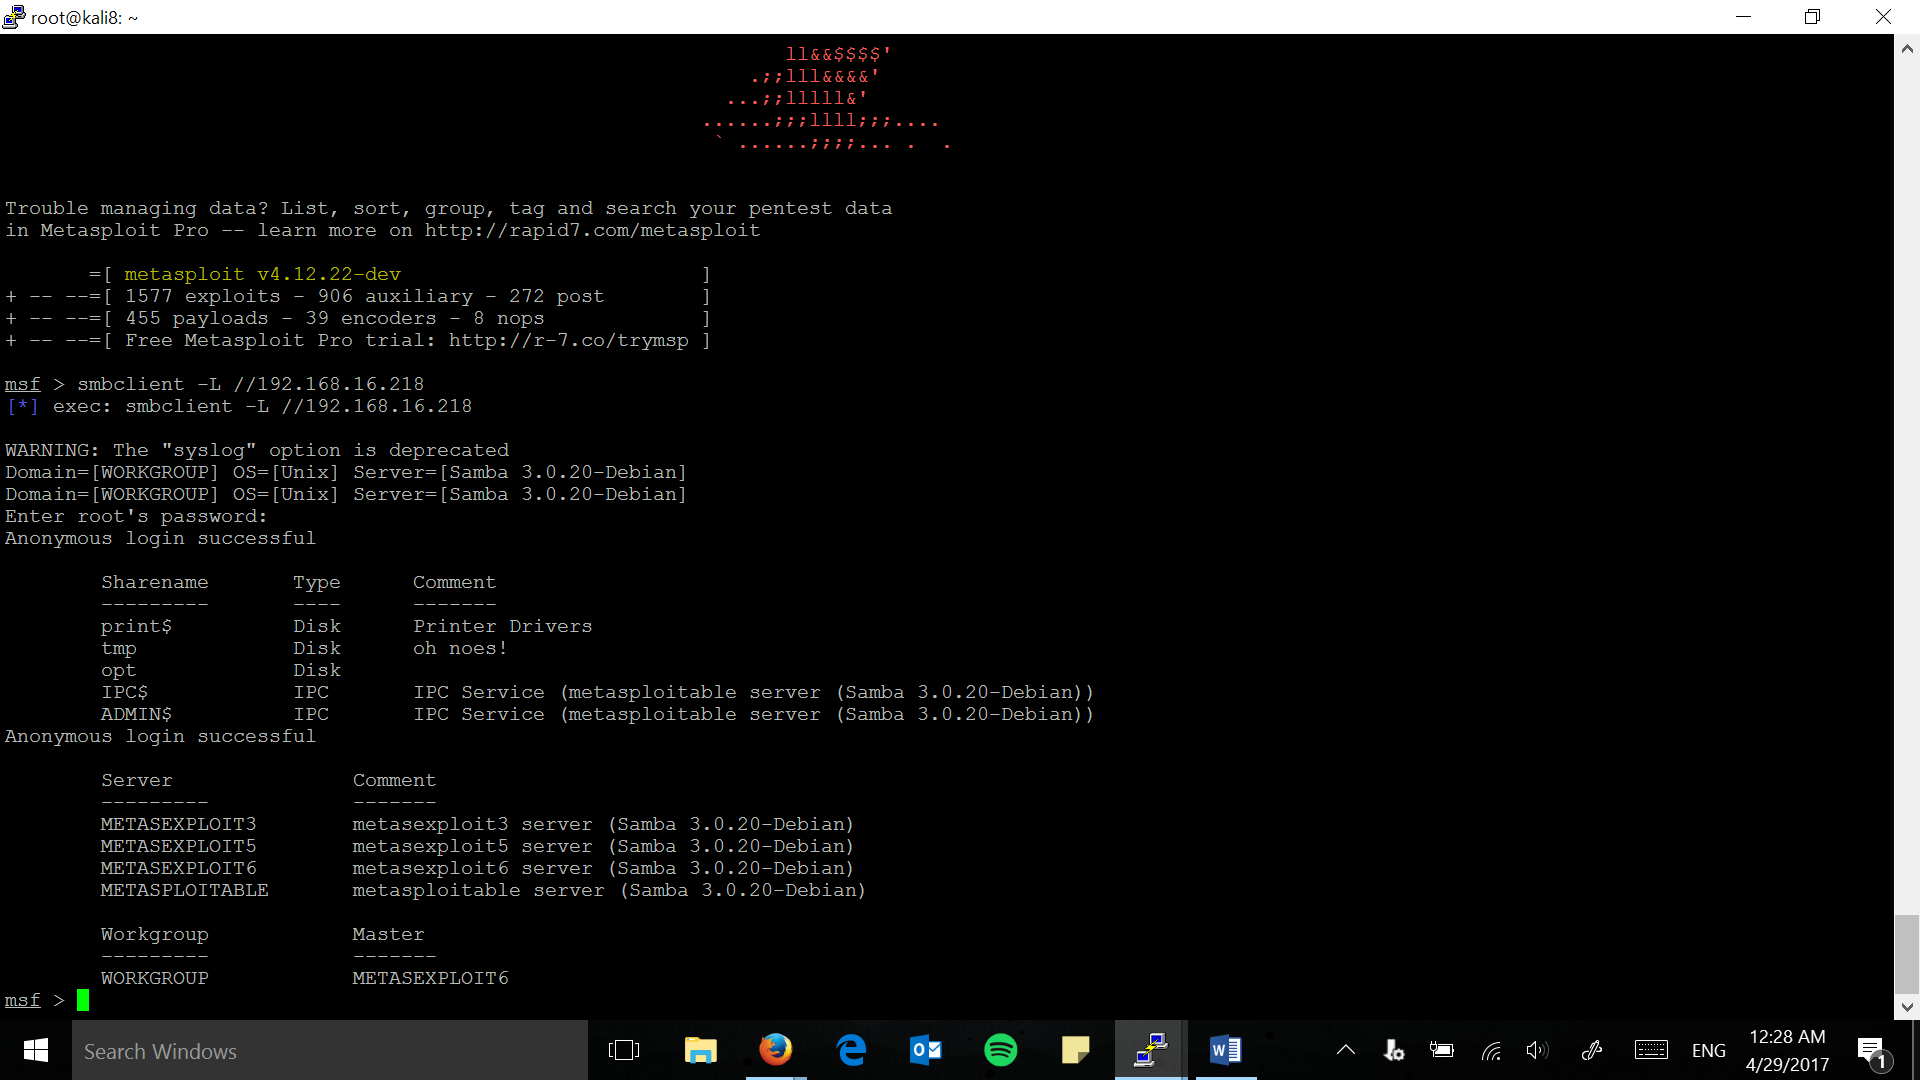 root@kali8: ~
ll&&$$$$'
.;;lll&&&&'
...;;lllll&'
......;;;llll;;;....
` ......;;;;... .  .
Trouble managing data? List, sort, group, tag and search your pentest data
in Metasploit Pro -- learn more on http://rapid7.com/metasploit
=[ metasploit v4.12.22-dev                         ]
+ -- --=[ 1577 exploits - 906 auxiliary - 272 post        ]
+ -- --=[ 455 payloads - 39 encoders - 8 nops             ]
+ -- --=[ Free Metasploit Pro trial: http://r-7.co/trymsp ]
msf > smbclient -L //192.168.16.218
[*] exec: smbclient -L //192.168.16.218
WARNING: The "syslog" option is deprecated
Domain=[WORKGROUP] OS=[Unix] Server=[Samba 3.0.20-Debian]
Domain=[WORKGROUP] OS=[Unix] Server=[Samba 3.0.20-Debian]
Enter root's password:
Anonymous login successful
Sharename       Type      Comment
---------       ----      -------
print$          Disk      Printer Drivers
tmp             Disk      oh noes!
opt             Disk
IPC$            IPC       IPC Service (metasploitable server (Samba 3.0.20-Debian))
ADMIN$          IPC       IPC Service (metasploitable server (Samba 3.0.20-Debian))
Anonymous login successful
Server               Comment
---------            -------
METASEXPLOIT3        metasexploit3 server (Samba 3.0.20-Debian)
METASEXPLOIT5        metasexploit5 server (Samba 3.0.20-Debian)
METASEXPLOIT6        metasexploit6 server (Samba 3.0.20-Debian)
METASPLOITABLE       metasploitable server (Samba 3.0.20-Debian)
Workgroup            Master
---------            -------
WORKGROUP            METASEXPLOIT6
msf >
Search Windows
ENG
12:28 AM
4/29/2017
1